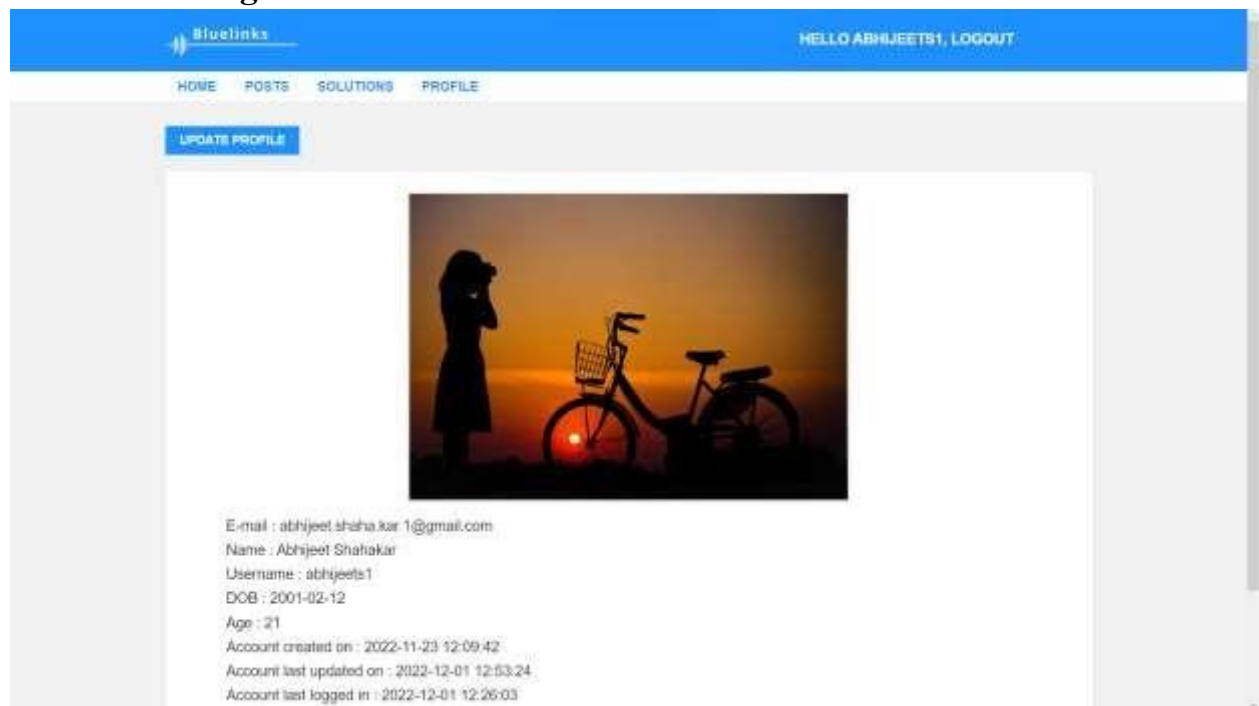 Bluelinks
HELLO ABHIJEETS1, LOGOUT
HOME POSTS SOLUTIONS PROFILE
UPDATE PROFILE
E-mail : abhijeet.shaha.kar.1@gmail.com
Name : Abhijeet Shahakar
Username : abhijeets1
DOB : 2001-02-12
Age : 21
Account created on : 2022-11-23 12:09:42
Account last updated on : 2022-12-01 12:53:24
Account last logged in : 2022-12-01 12:26:03